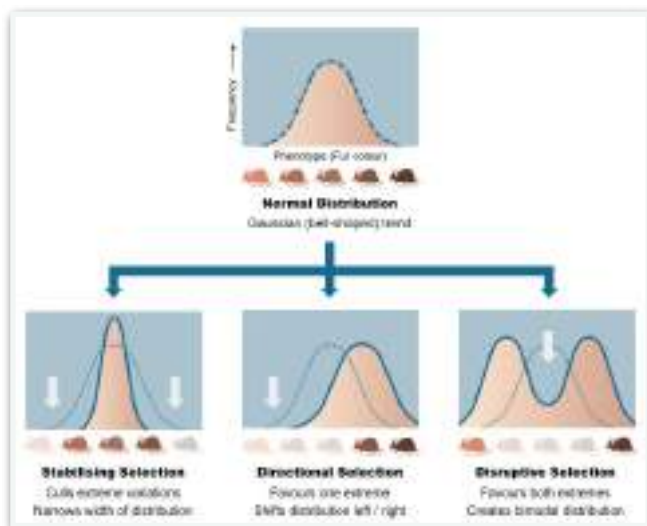 Frequency
Phenotype (Fur colour)
Normal Distribution
Gaussian (bell-shaped) trend
Stabilising Selection
Culls extreme variations
Narrows width of distribution
Directional Selection
Favours one extreme
Shifts distribution left / right
Disruptive Selection
Favours both extremes
Creates bimodal distribution